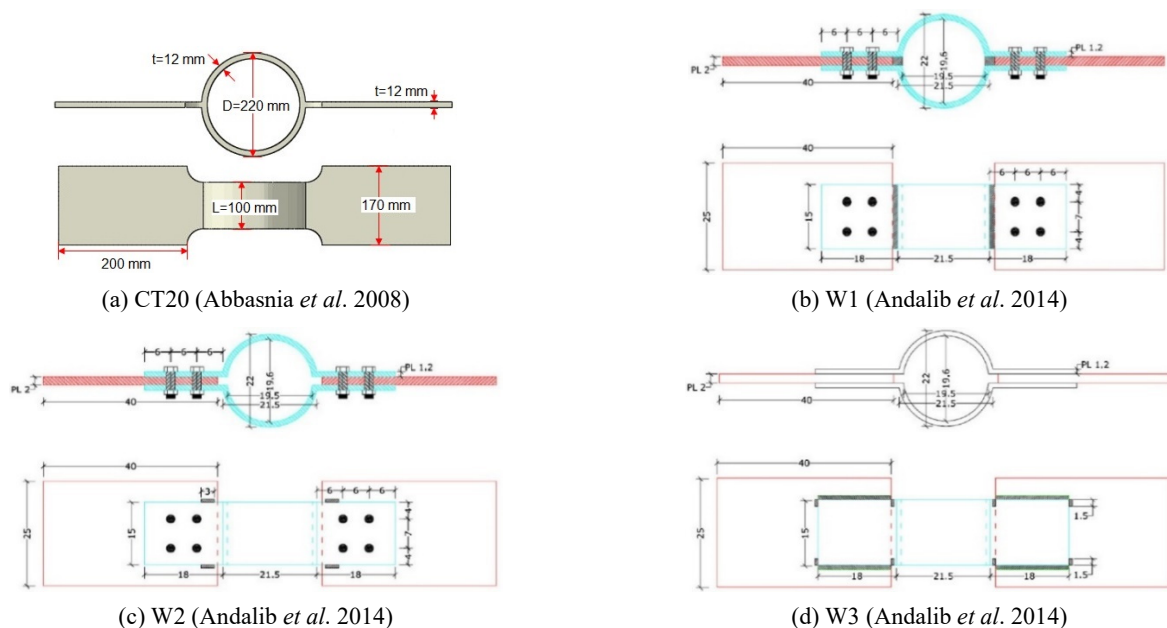 t=12 mm
D=220 mm
t=12 mm
L=100 mm
170 mm
200 mm
(a) CT20 (Abbasnia et al. 2008)
6 6 6
PL 1.2
PL 2
22
19.6
19.5
21.5
40
40
6 6 6
25
15
4
7
4
18
21.5
18
(b) W1 (Andalib et al. 2014)
6 6 6
PL 1.2
PL 2
22
19.6
19.5
21.5
40
40
3
6 6 6
25
15
4
7
4
18
21.5
18
(c) W2 (Andalib et al. 2014)
PL 1.2
PL 2
22
19.6
19.5
21.5
40
40
25
15
1.5
1.5
18
21.5
18
(d) W3 (Andalib et al. 2014)